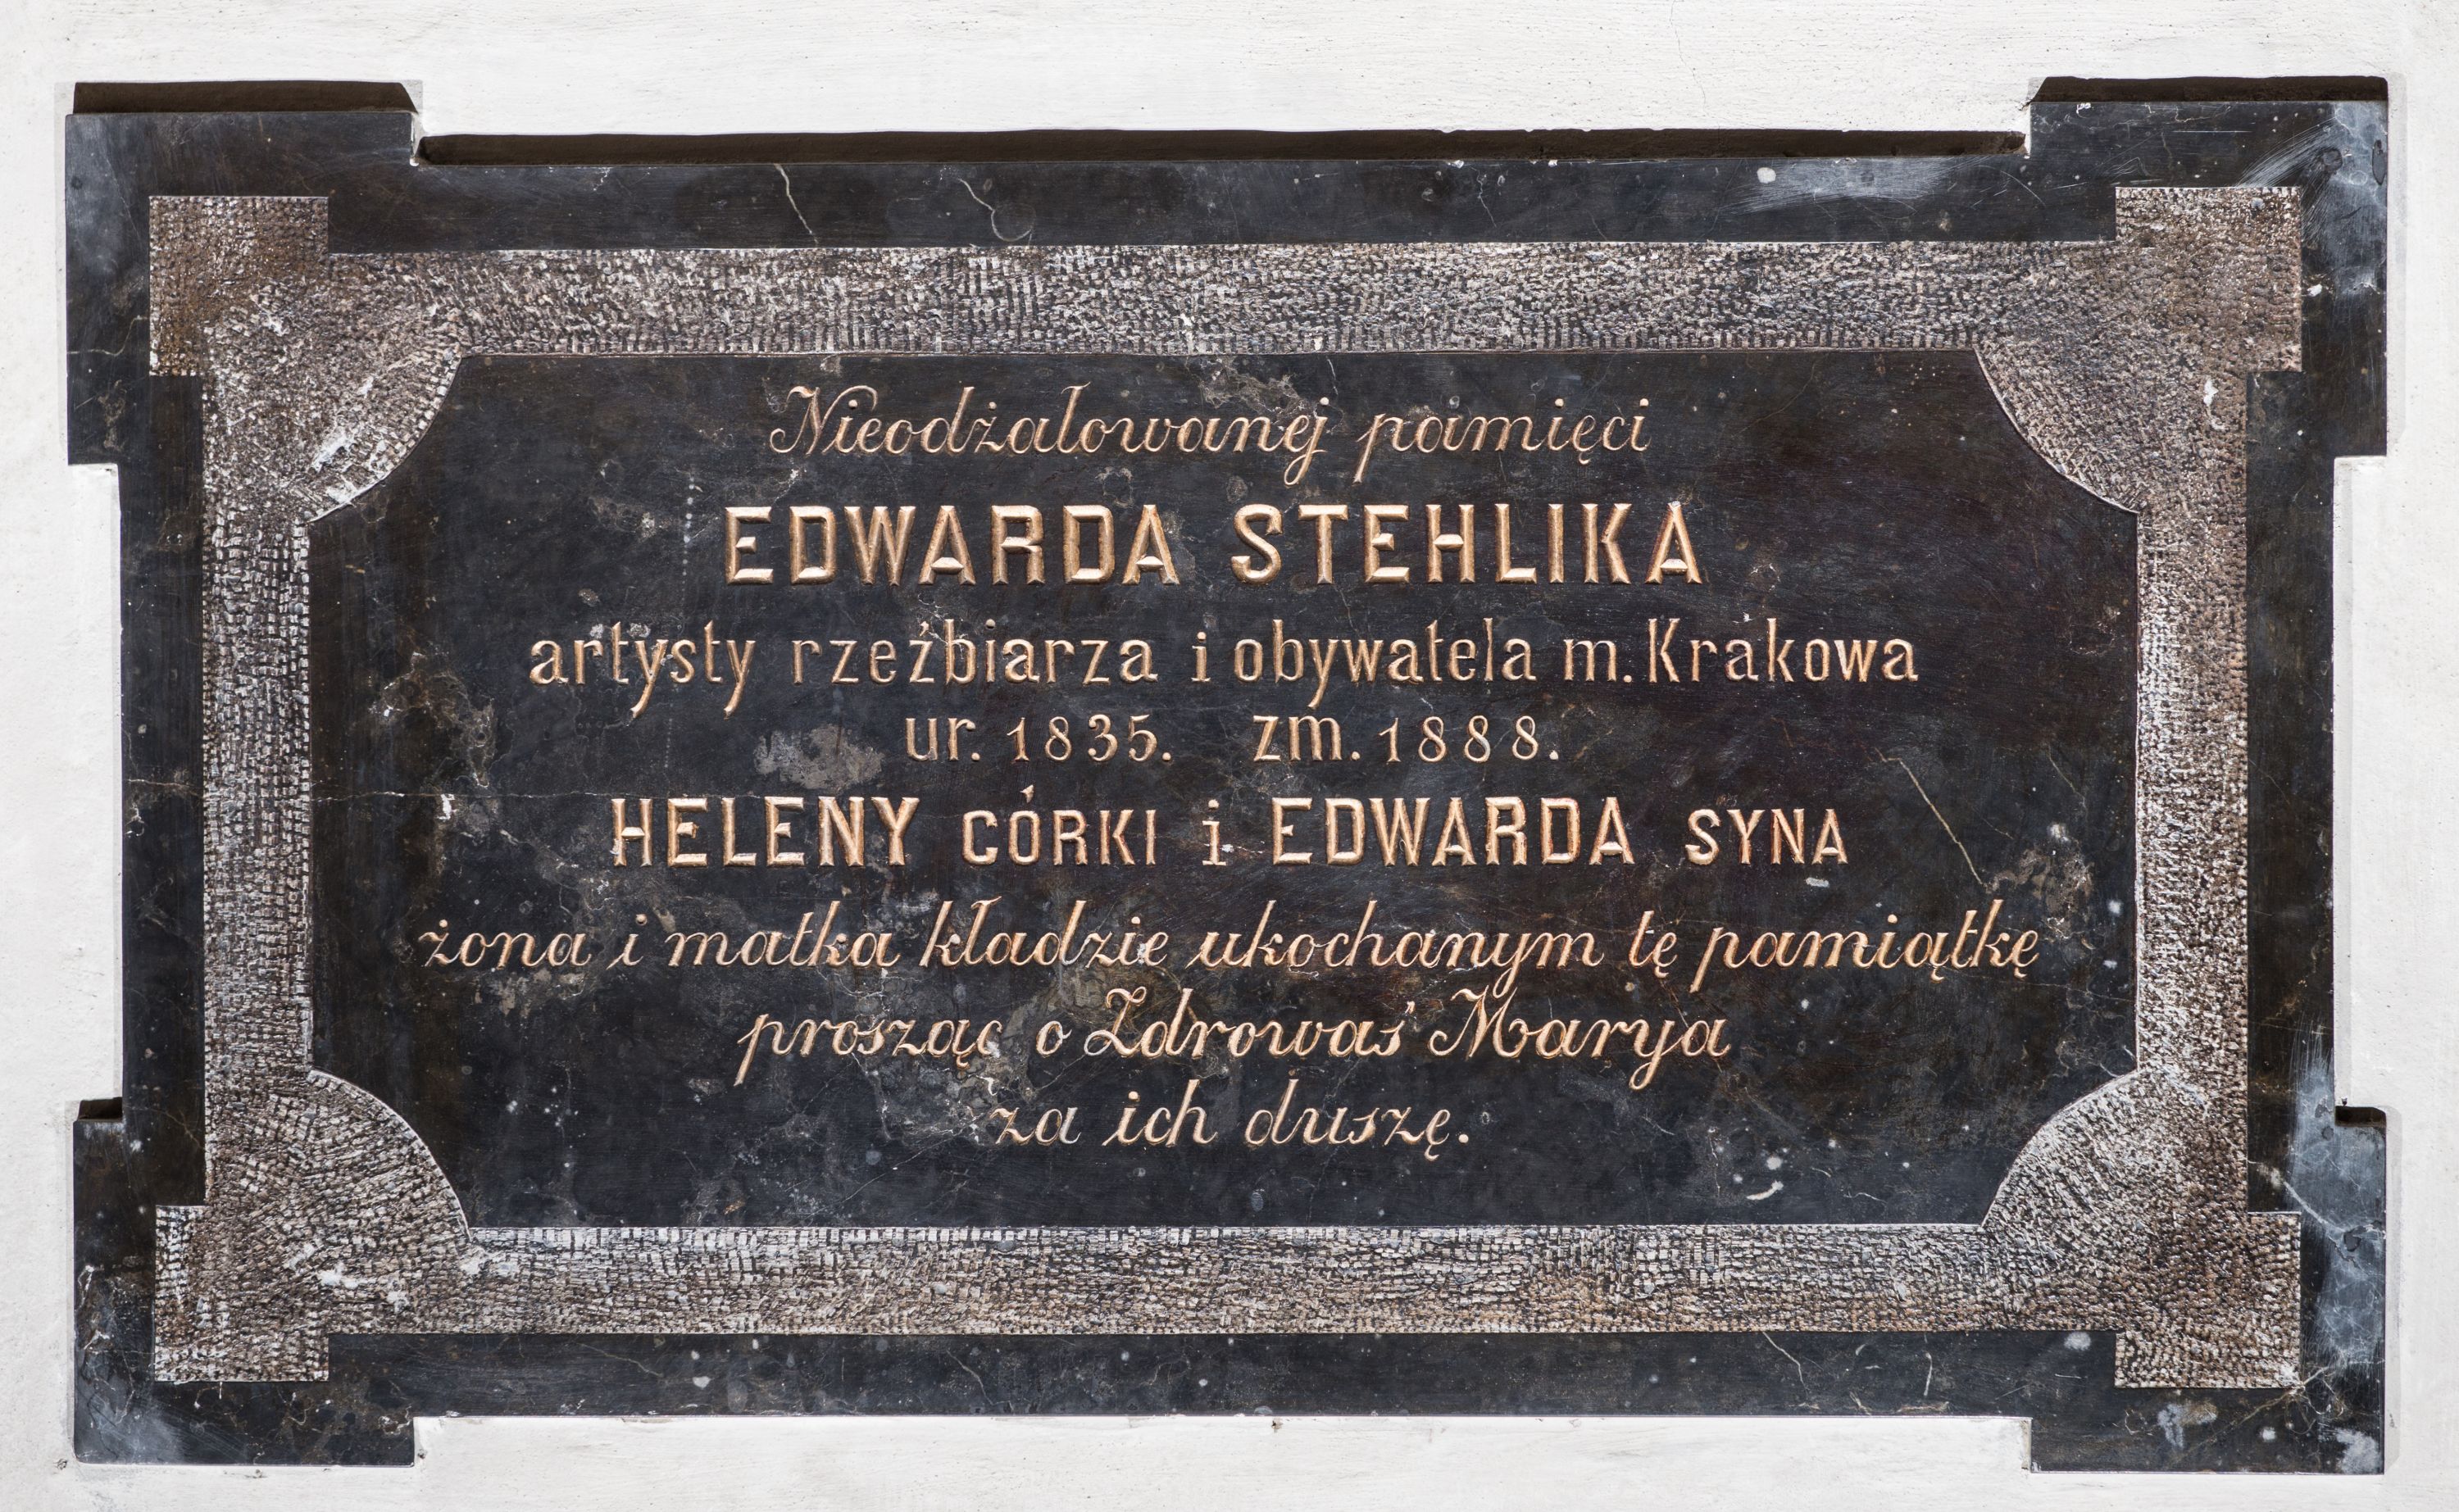 Nieodżalowanej pamięci
EDWARDA STEHLIKA
artysty rzeźbiarza i obywatela m. Krakowa
ur. 1835. zm. 1888.
HELENY CÓRKI i EDWARDA SYNA
żona i matka kładzie ukochanym tę pamiątkę
prosząc o Zdrowaś Marya
za ich duszę.